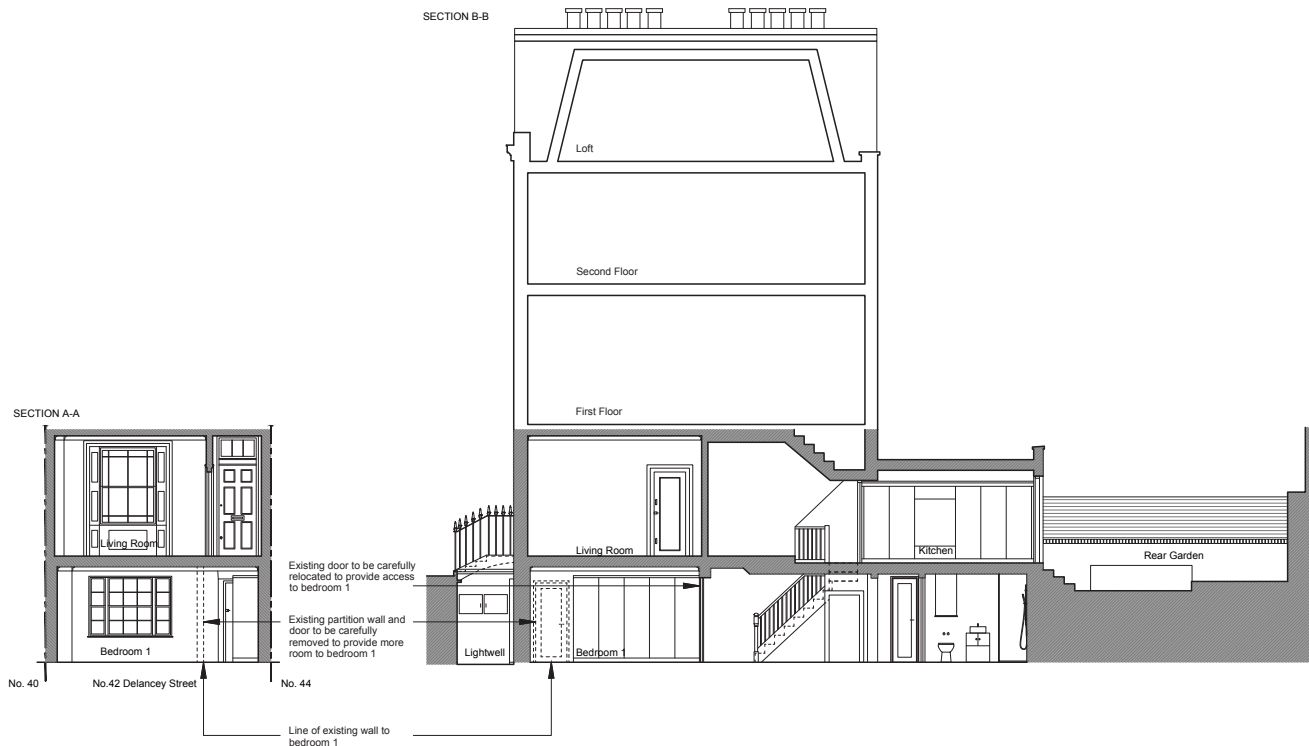 SECTION B-B
Loft
Second Floor
First Floor
SECTION A-A
Living Room
Living Room
Kitchen
Rear Garden
Existing door to be carefully
relocated to provide access
to bedroom 1
Existing partition wall and
door to be carefully
removed to provide more
room to bedroom 1
Bedroom 1
Lightwell
Bedroom 1
No. 40
No.42 Delancey Street
No. 44
Line of existing wall to
bedroom 1